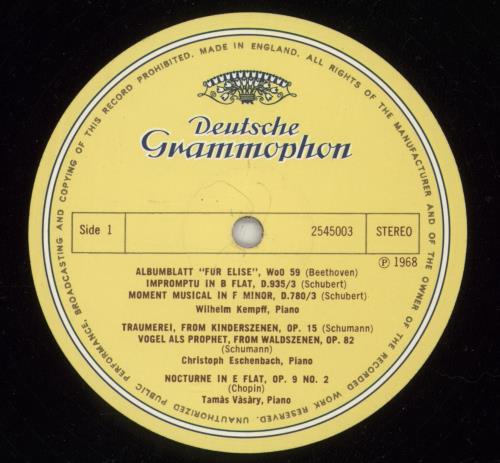 MADE IN ENGLAND. ALL RIGHTS OF THE MANUFACTURER AND OF THE OWNER OF THE RECORDED WORK RESERVED. UNAUTHORIZED PUBLIC PERFORMANCE, BROADCASTING AND COPYING OF THIS RECORD PROHIBITED.
Deutsche
Grammophon
Side 1 2545003 STEREO
℗ 1968
ALBUMBLATT "FUR ELISE", WoO 59 (Beethoven)
IMPROMPTU IN B FLAT, D.935/3 (Schubert)
MOMENT MUSICAL IN F MINOR, D.780/3 (Schubert)
Wilhelm Kempff, Piano
TRAUMEREI, FROM KINDERSZENEN, OP. 15 (Schumann)
VOGEL ALS PROPHET, FROM WALDSZENEN, OP. 82
(Schumann)
Christoph Eschenbach, Piano
NOCTURNE IN E FLAT, OP. 9 NO. 2
(Chopin)
Tamàs Vàsàry, Piano